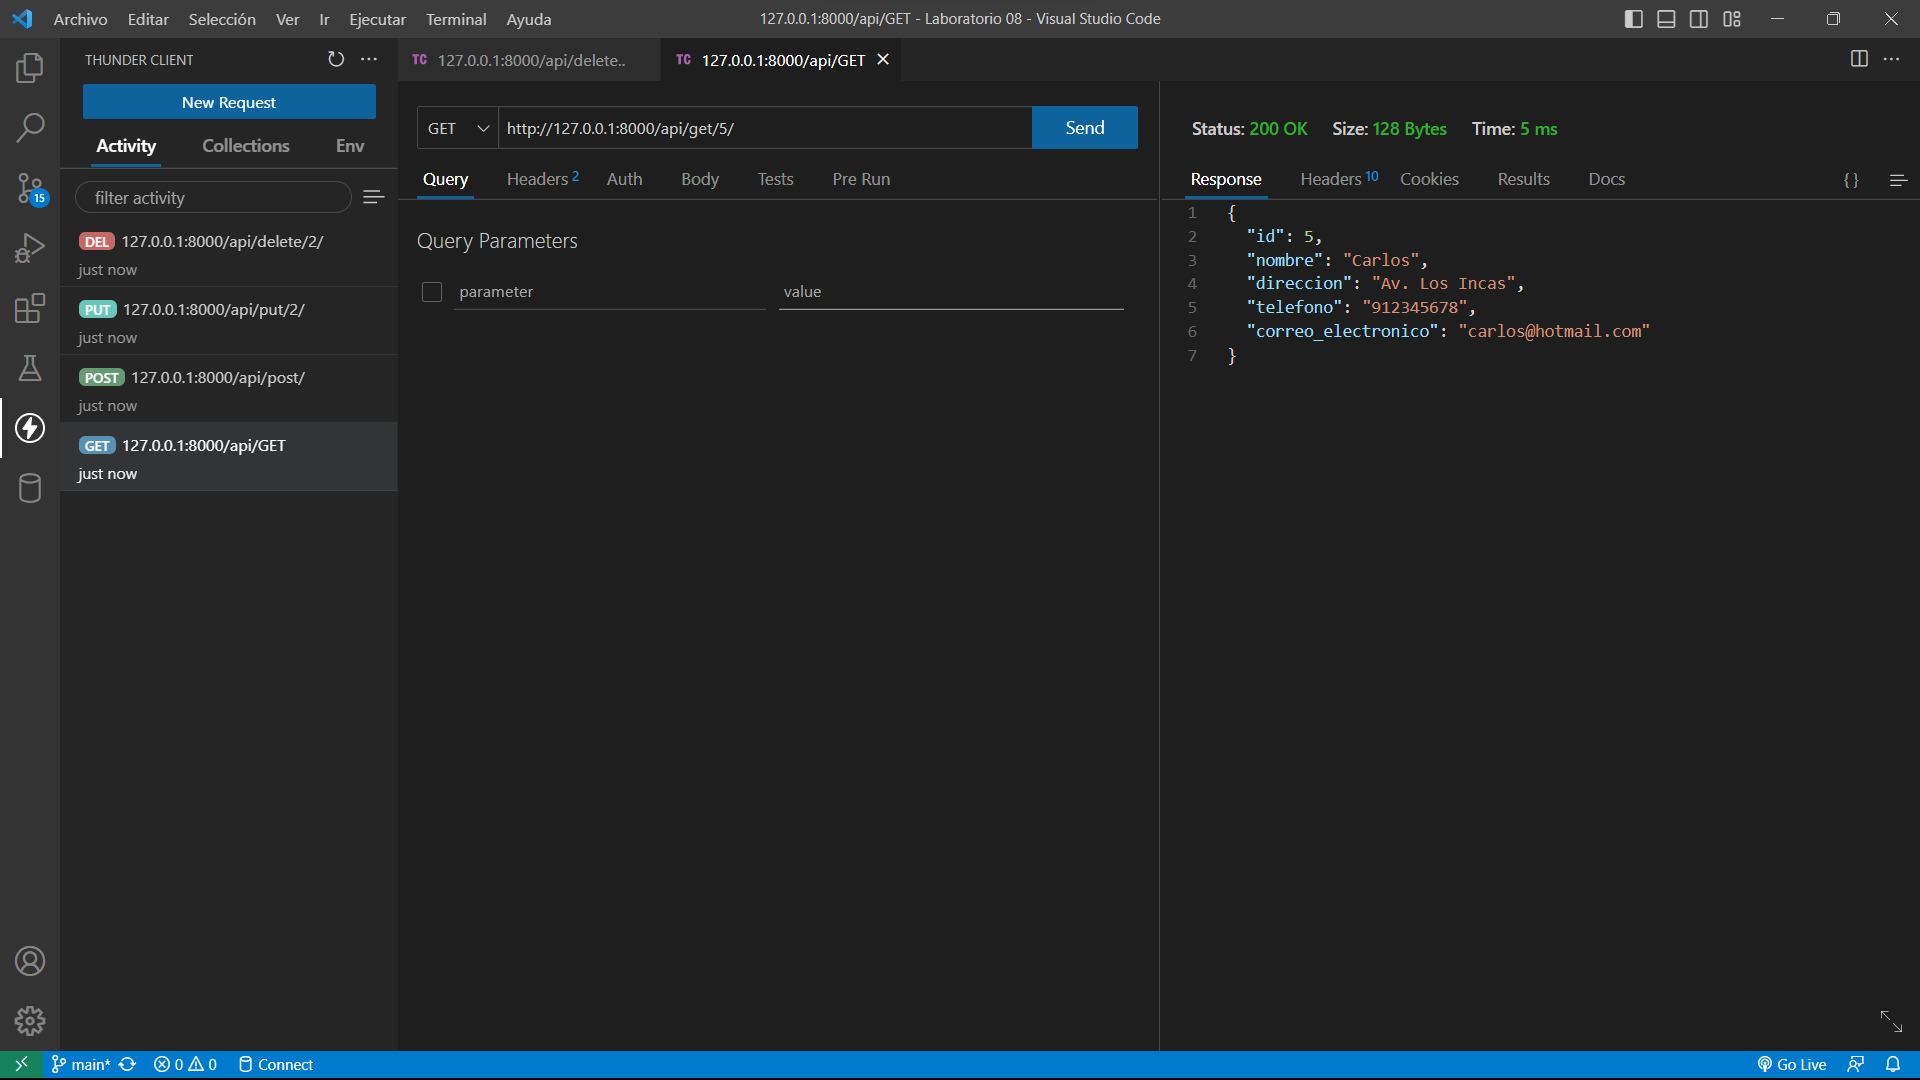 Archivo Editar Selección Ver Ir Ejecutar Terminal Ayuda
127.0.0.1:8000/api/GET - Laboratorio 08 - Visual Studio Code
THUNDER CLIENT
New Request
Activity Collections Env
filter activity
DEL 127.0.0.1:8000/api/delete/2/
just now
PUT 127.0.0.1:8000/api/put/2/
just now
POST 127.0.0.1:8000/api/post/
just now
GET 127.0.0.1:8000/api/GET
just now
15
TC 127.0.0.1:8000/api/delete..
TC 127.0.0.1:8000/api/GET
GET http://127.0.0.1:8000/api/get/5/ Send
Query Headers 2 Auth Body Tests Pre Run
Query Parameters
parameter value
Status: 200 OK Size: 128 Bytes Time: 5 ms
Response Headers 10 Cookies Results Docs { }
1 {
2 "id": 5,
3 "nombre": "Carlos",
4 "direccion": "Av. Los Incas",
5 "telefono": "912345678",
6 "correo_electronico": "carlos@hotmail.com"
7 }
main* 0 0 Connect Go Live